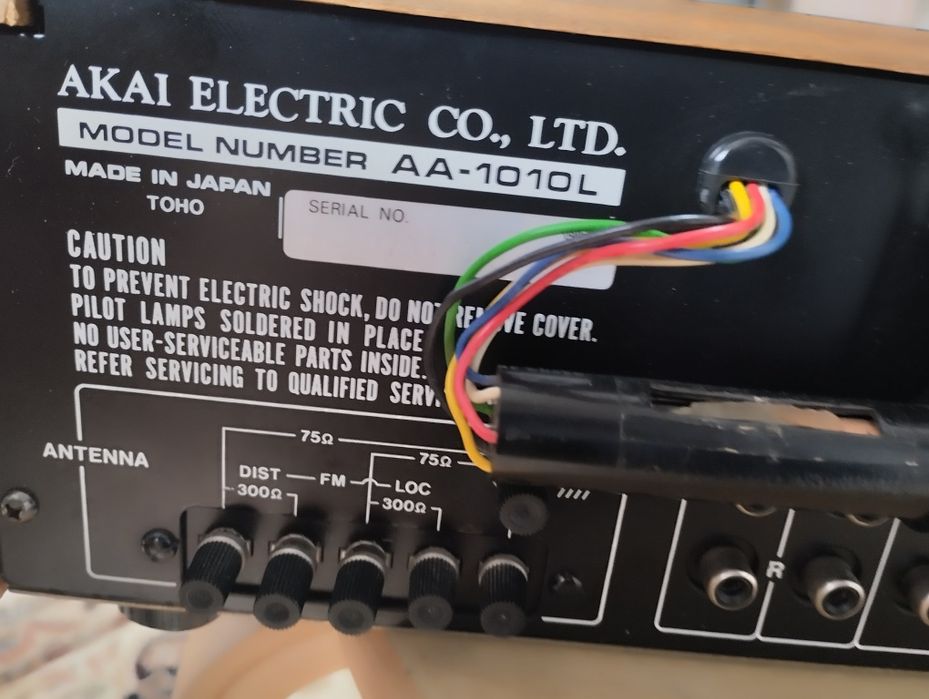 AKAI ELECTRIC CO., LTD.
MODEL NUMBER AA-1010L
MADE IN JAPAN
TOHO
SERIAL NO.
CAUTION
TO PREVENT ELECTRIC SHOCK, DO NOT COVER.
PILOT LAMPS SOLDERED IN PLACE
NO USER-SERVICEABLE PARTS INSIDE.
REFER SERVICING TO QUALIFIED
ANTENNA
75Ω
75Ω
DIST FM LOC
300Ω
300Ω
R